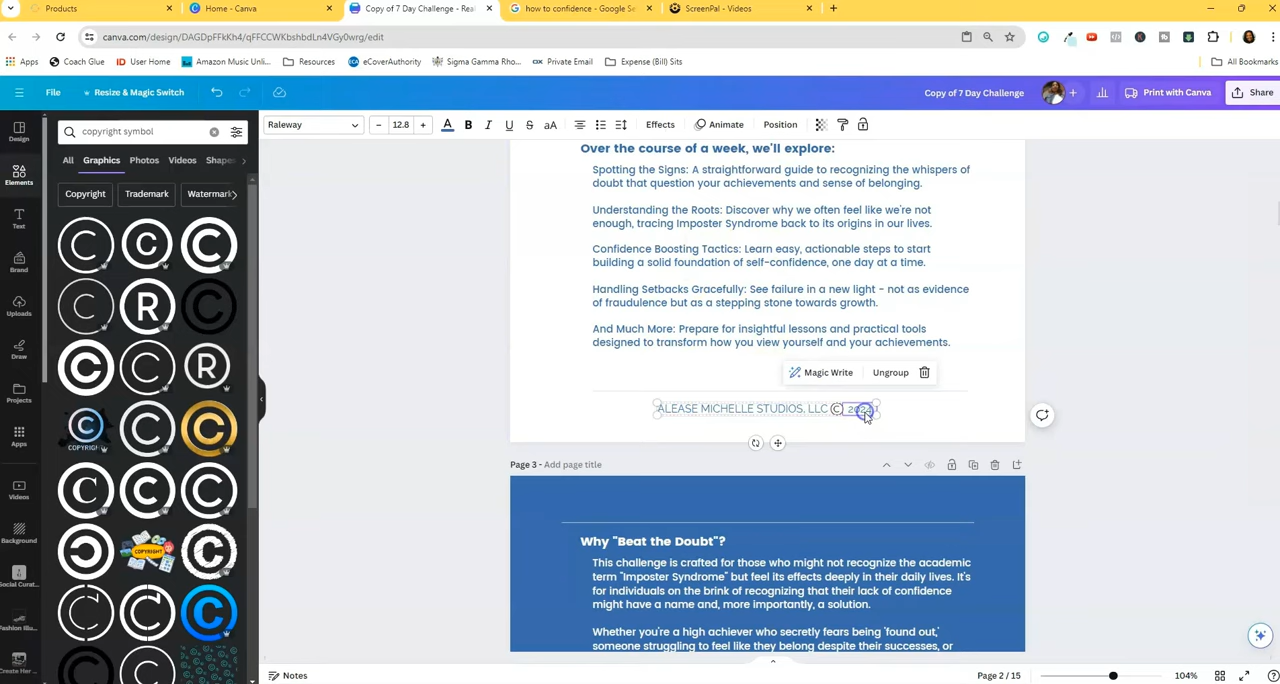 Products
Home - Canva
Copy of 7 Day Challenge - Rea
how to confidence - Google Se
ScreenPal - Videos
canva.com/design/DAGDpFFkKh4/qFFCCWKbshbdLn4VGy0wrg/edit
Apps
Coach Glue
User Home
Amazon Music Unli...
Resources
eCoverAuthority
Sigma Gamma Rho...
Private Email
Expense (Bill) Sits
All Bookmarks
File
Resize & Magic Switch
Copy of 7 Day Challenge
Print with Canva
Share
Design
Elements
Text
Brand
Uploads
Draw
Projects
Apps
Videos
Background
Social Curat...
Fashion Illu...
Create Her ...
copyright symbol
All
Graphics
Photos
Videos
Shapes
Copyright
Trademark
Watermark
COPYRIGHT
COPYRIGHT
Raleway
12.8
Effects
Animate
Position
Over the course of a week, we'll explore:
Spotting the Signs: A straightforward guide to recognizing the whispers of
doubt that question your achievements and sense of belonging.
Understanding the Roots: Discover why we often feel like we're not
enough, tracing Imposter Syndrome back to its origins in our lives.
Confidence Boosting Tactics: Learn easy, actionable steps to start
building a solid foundation of self-confidence, one day at a time.
Handling Setbacks Gracefully: See failure in a new light - not as evidence
of fraudulence but as a stepping stone towards growth.
And Much More: Prepare for insightful lessons and practical tools
designed to transform how you view yourself and your achievements.
Magic Write
Ungroup
ALEASE MICHELLE STUDIOS, LLC ©
Page 3 - Add page title
Why "Beat the Doubt"?
This challenge is crafted for those who might not recognize the academic
term "Imposter Syndrome" but feel its effects deeply in their daily lives. It's
for individuals on the brink of recognizing that their lack of confidence
might have a name and, more importantly, a solution.
Whether you're a high achiever who secretly fears being 'found out,'
someone struggling to feel like they belong despite their successes, or
Notes
Page 2 / 15
104%